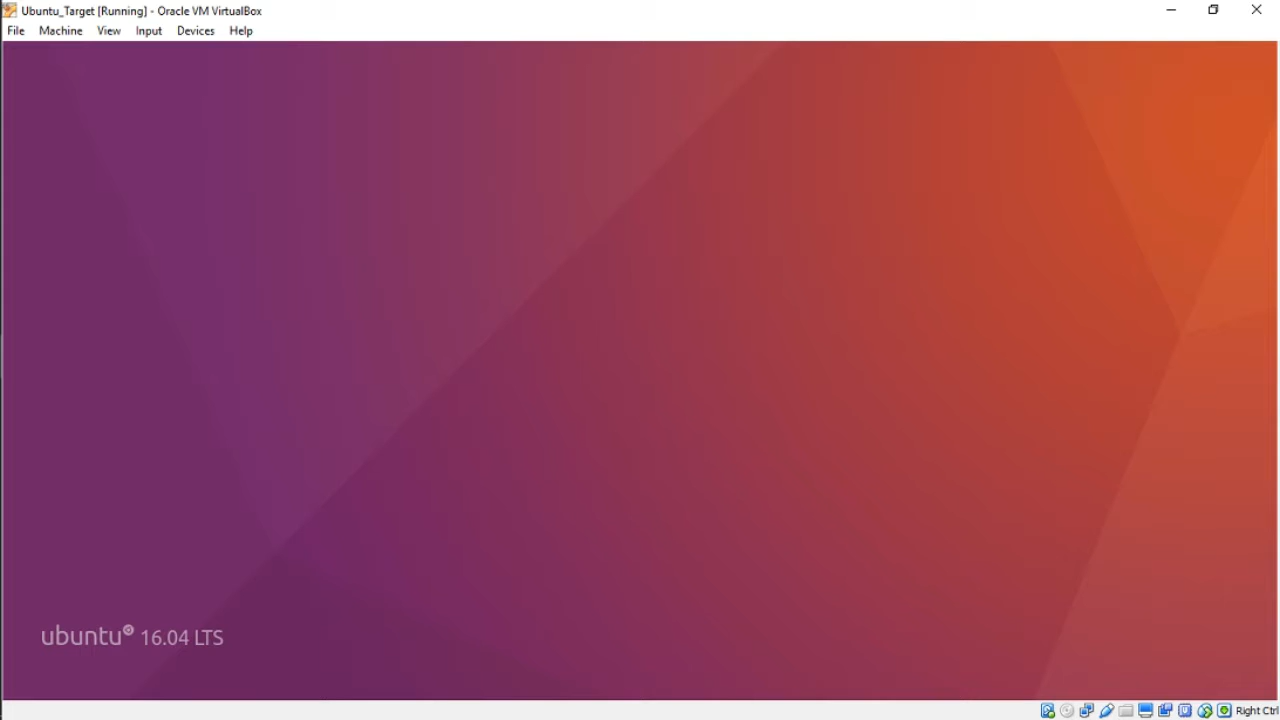 Ubuntu_Target [Running] - Oracle VM VirtualBox
File Machine View Input Devices Help
ubuntu® 16.04 LTS
Right Ctrl